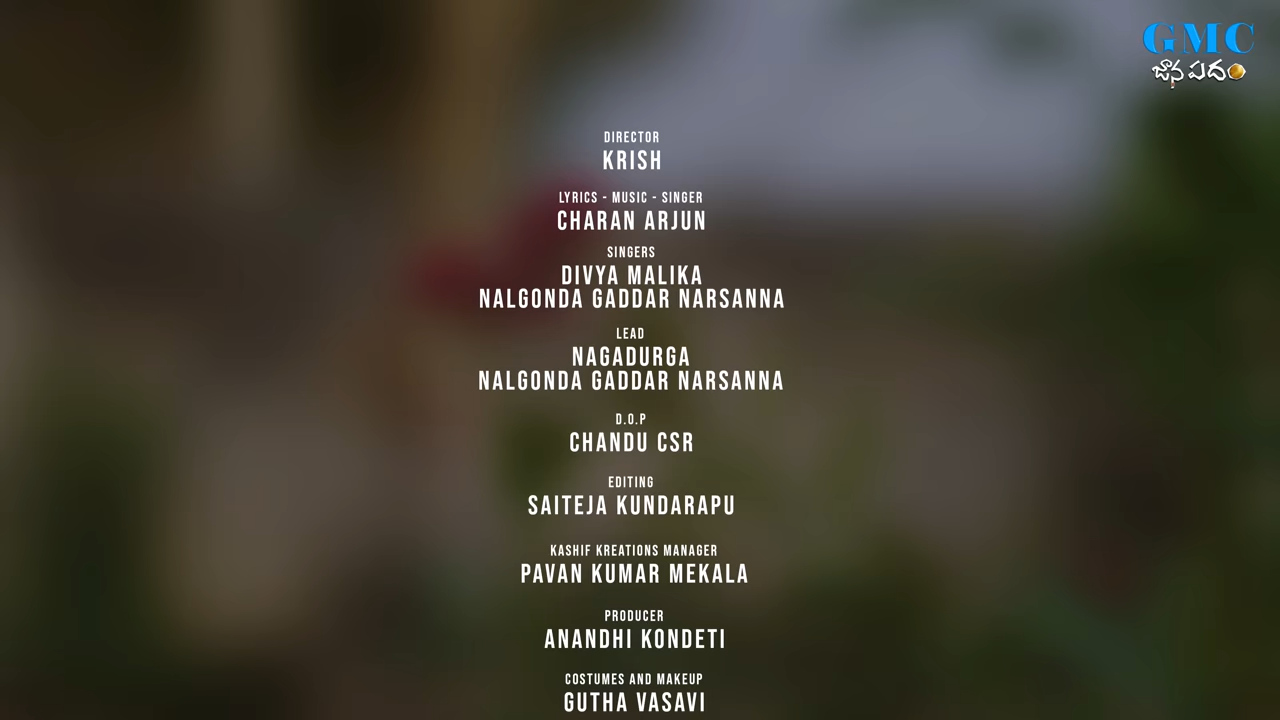 GMC
జానపదం
DIRECTOR
KRISH
LYRICS - MUSIC - SINGER
CHARAN ARJUN
SINGERS
DIVYA MALIKA
NALGONDA GADDAR NARSANNA
LEAD
NAGADURGA
NALGONDA GADDAR NARSANNA
D.O.P
CHANDU CSR
EDITING
SAITEJA KUNDARAPU
KASHIF KREATIONS MANAGER
PAVAN KUMAR MEKALA
PRODUCER
ANANDHI KONDETI
COSTUMES AND MAKEUP
GUTHA VASAVI